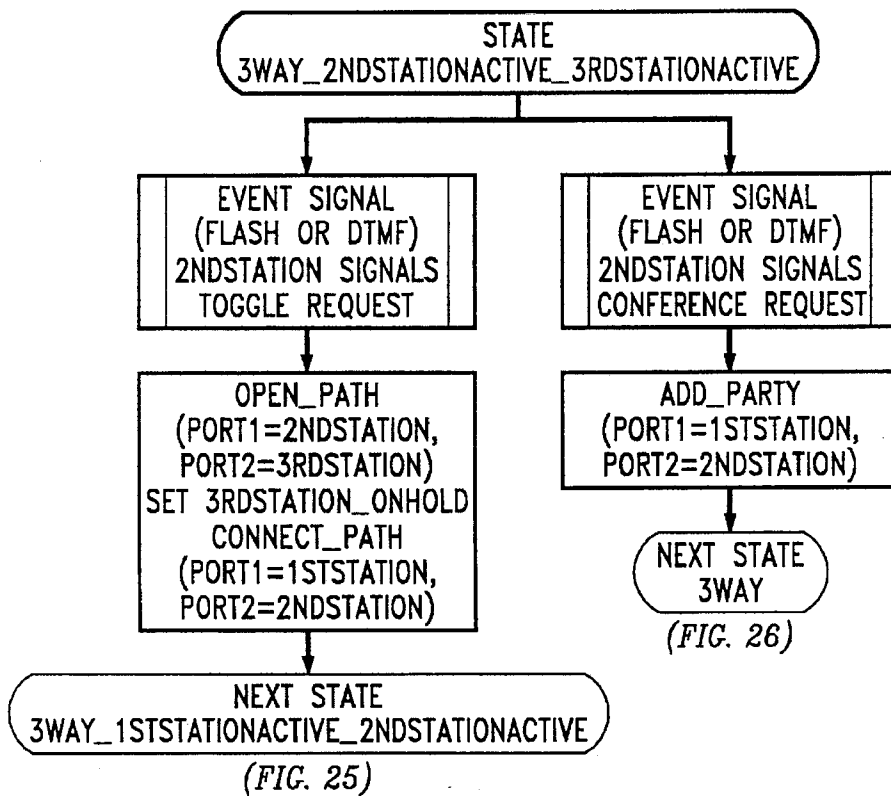 STATE
3WAY_2NDSTATIONACTIVE_3RDSTATIONACTIVE
EVENT SIGNAL
(FLASH OR DTMF)
2NDSTATION SIGNALS
TOGGLE REQUEST
OPEN_PATH
(PORT1=2NDSTATION,
PORT2=3RDSTATION)
SET 3RDSTATION_ONHOLD
CONNECT_PATH
(PORT1=1STSTATION,
PORT2=2NDSTATION)
NEXT STATE
3WAY_1STSTATIONACTIVE_2NDSTATIONACTIVE
(FIG. 25)
EVENT SIGNAL
(FLASH OR DTMF)
2NDSTATION SIGNALS
CONFERENCE REQUEST
ADD_PARTY
(PORT1=1STSTATION,
PORT2=2NDSTATION)
NEXT STATE
3WAY
(FIG. 26)